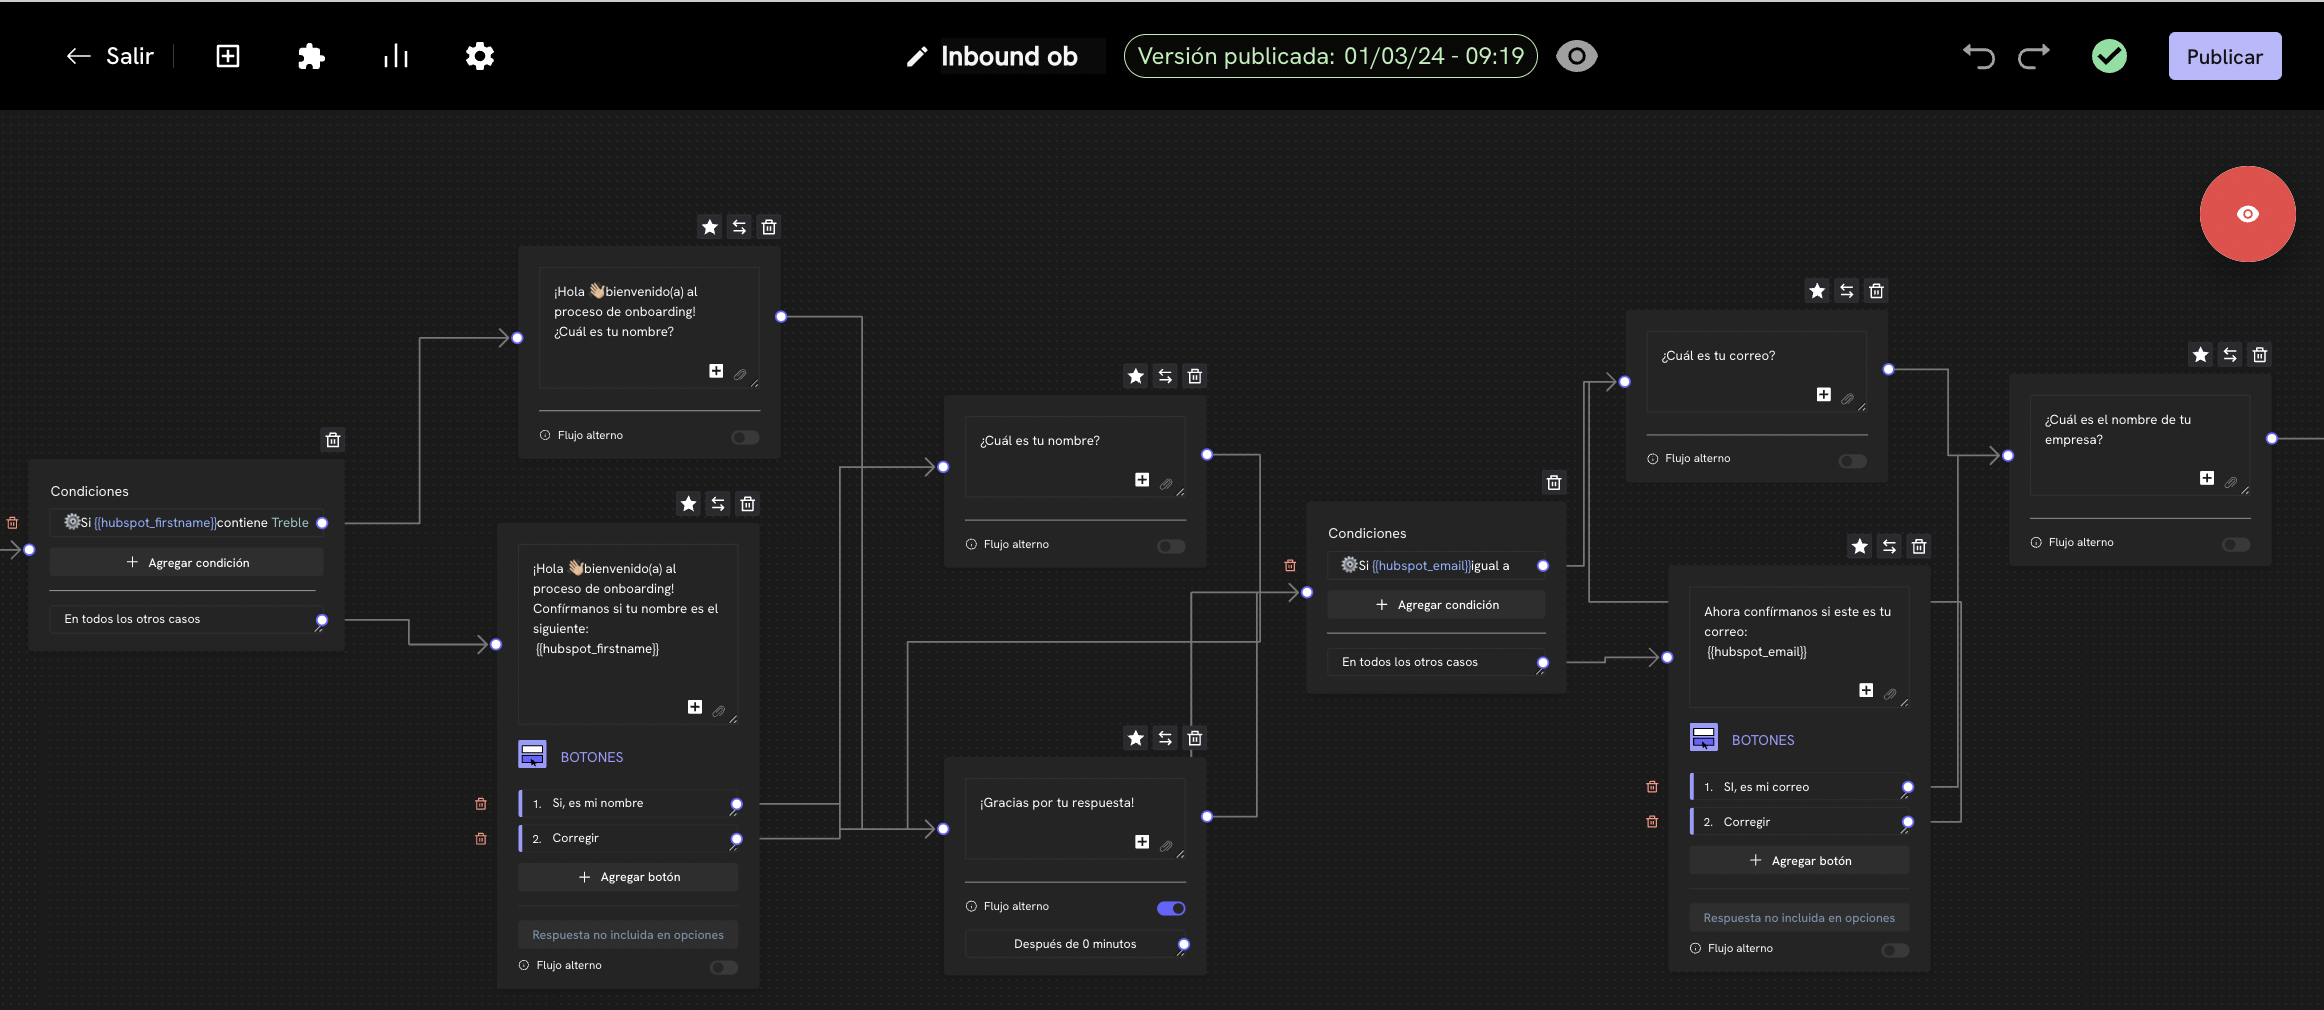 Salir
Inbound ob
Versión publicada: 01/03/24 - 09:19
Publicar
Condiciones
Si {{hubspot_firstname}}contiene Treble
Agregar condición
En todos los otros casos
¡Hola 👋🏼bienvenido(a) al
proceso de onboarding!
¿Cuál es tu nombre?
Flujo alterno
¡Hola 👋🏼bienvenido(a) al
proceso de onboarding!
Confírmanos si tu nombre es el
siguiente:
{{hubspot_firstname}}
BOTONES
1. Si, es mi nombre
2. Corregir
Agregar botón
Respuesta no incluida en opciones
Flujo alterno
¿Cuál es tu nombre?
Flujo alterno
¡Gracias por tu respuesta!
Flujo alterno
Después de 0 minutos
Condiciones
Si {{hubspot_email}}igual a
Agregar condición
En todos los otros casos
¿Cuál es tu correo?
Flujo alterno
Ahora confírmanos si este es tu
correo:
{{hubspot_email}}
BOTONES
1. SI, es mi correo
2. Corregir
Agregar botón
Respuesta no incluida en opciones
Flujo alterno
¿Cuál es el nombre de tu
empresa?
Flujo alterno